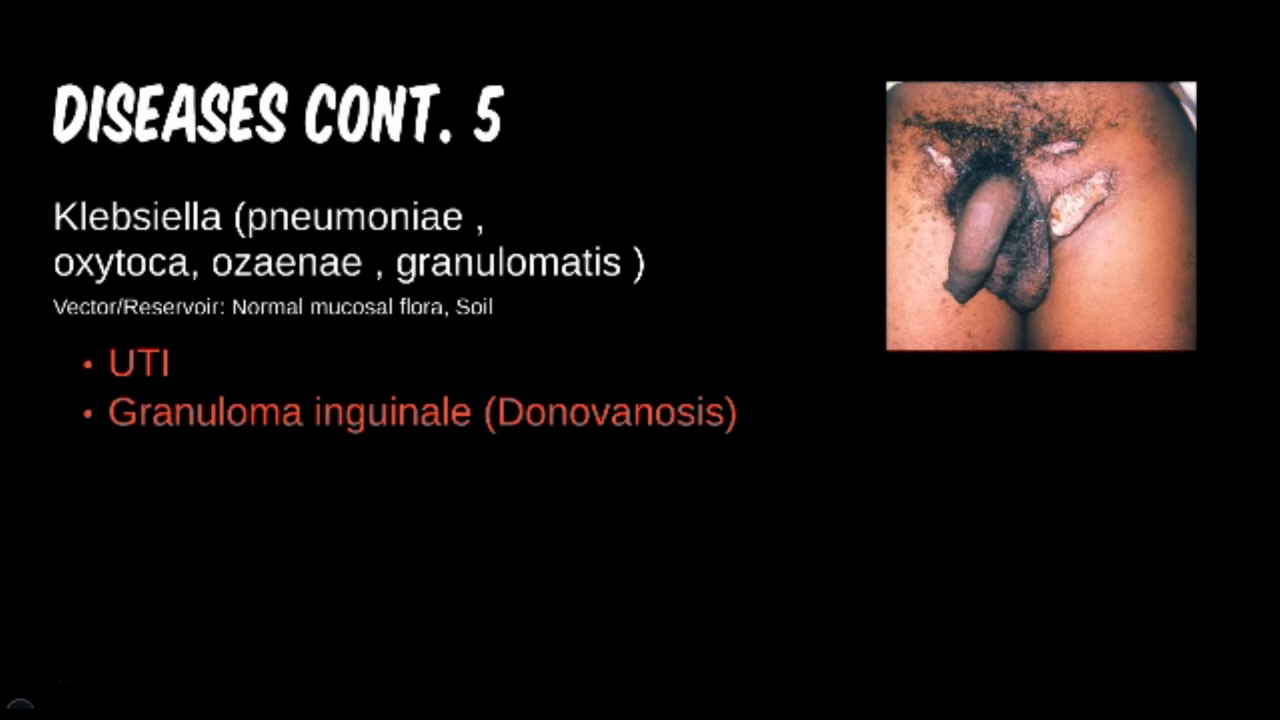 DISEASES CONT. 5
Klebsiella (pneumoniae ,
oxytoca, ozaenae , granulomatis )
Vector/Reservoir: Normal mucosal flora, Soil
• UTI
• Granuloma inguinale (Donovanosis)